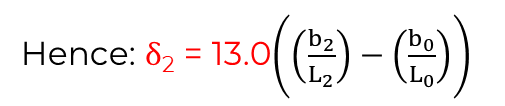 Hence: δ₂ = 13.0((b₂/L₂) − (b₀/L₀))